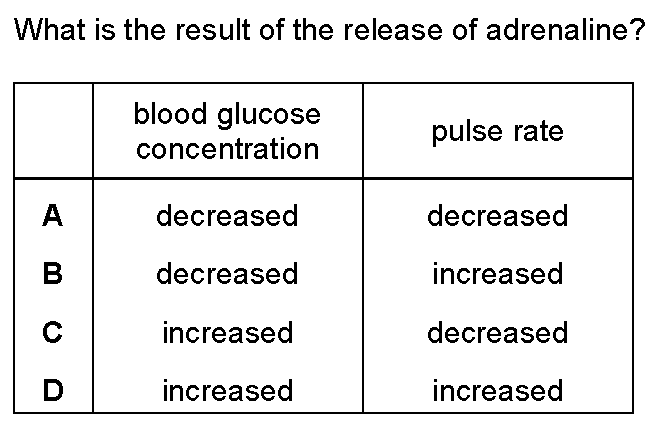 What is the result of the release of adrenaline?
blood glucose
concentration
pulse rate
A decreased decreased
B decreased increased
C increased decreased
D increased increased